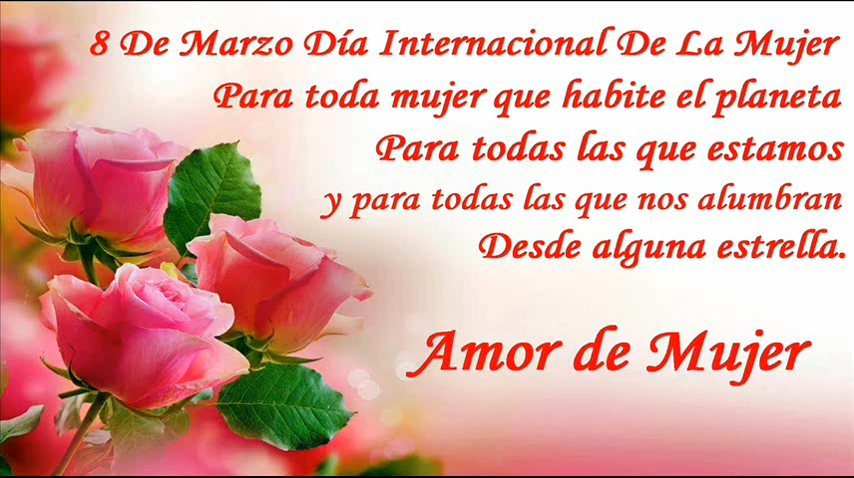 8 De Marzo Día Internacional De La Mujer
Para toda mujer que habite el planeta
Para todas las que estamos
y para todas las que nos alumbran
Desde alguna estrella.
Amor de Mujer